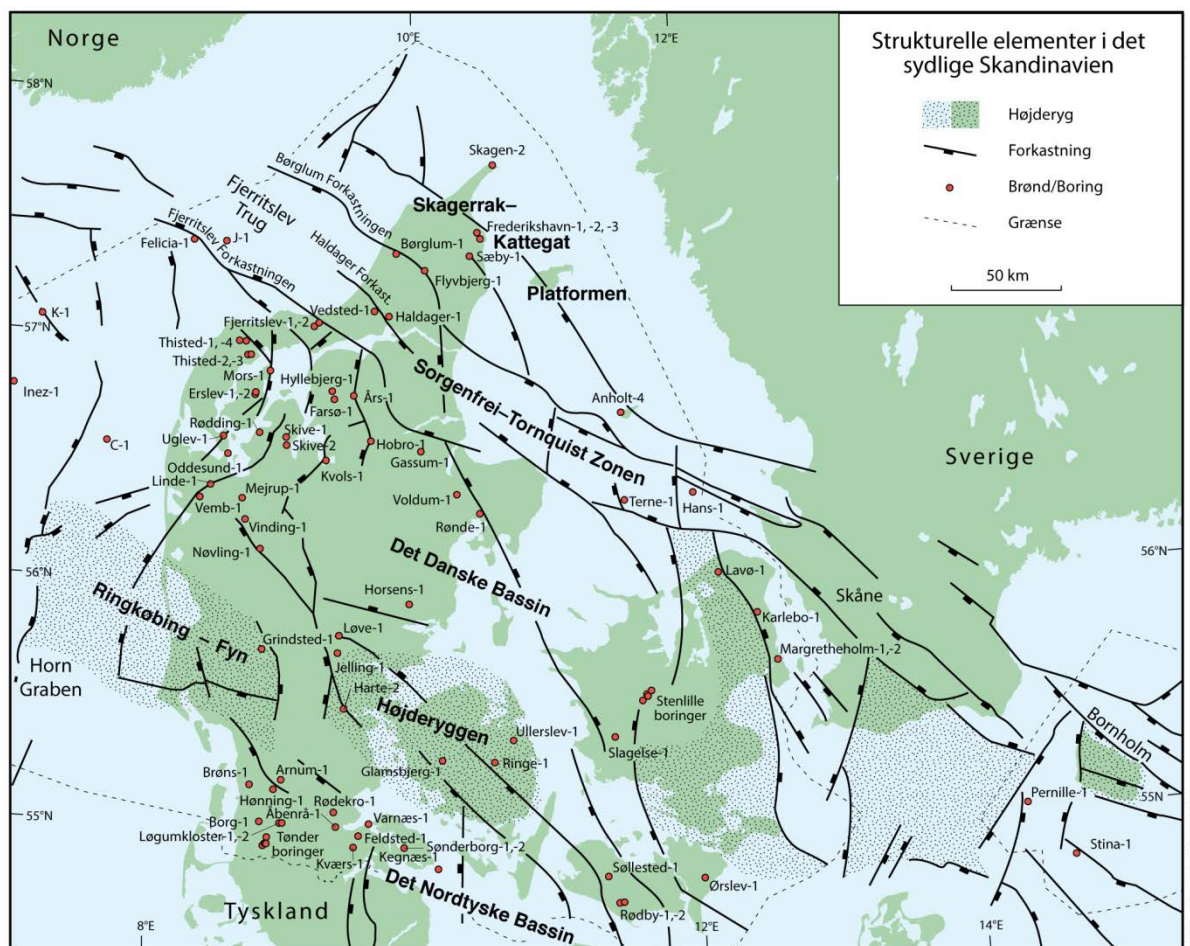 Norge
10°E
12°E
58°N
Strukturelle elementer i det
sydlige Skandinavien
Højderyg
Forkastning
Brønd/Boring
Grænse
50 km
Skagen-2
Børglum Forkastningen
Fjerritslev
Trug
Skagerrak–
Kattegat
Platformen
Frederikshavn-1, -2, -3
Fjerritslev Forkastningen
Felicia-1
J-1
Børglum-1
Sæby-1
Haldager Forkast.
Flyvbjerg-1
K-1
57°N
Vedsted-1
Haldager-1
Fjerritslev-1,-2
Thisted-1, -4
Thisted-2,-3
Mors-1
Inez-1
Hyllebjerg-1
Erslev-1,-2
Farsø-1
Års-1
Sorgenfrei–Tornquist Zonen
Anholt-4
Rødding-1
Skive-1
Uglev-1
Skive-2
C-1
Hobro-1
Gassum-1
Sverige
Oddesund-1
Kvols-1
Linde-1
Mejrup-1
Voldum-1
Vemb-1
Terne-1
Hans-1
Vinding-1
Rønde-1
Nøvling-1
Det Danske Bassin
56°N
56°N
Lavø-1
Skåne
Ringkøbing – Fyn
Højderyggen
Horsens-1
Karlebo-1
Løve-1
Grindsted-1
Margretheholm-1,-2
Horn
Graben
Jelling-1
Harte-2
Stenlille
boringer
Ullerslev-1
Slagelse-1
Bornholm
Glamsbjerg-1
Ringe-1
Arnum-1
Brøns-1
Hønning-1
Rødekro-1
Pernille-1
55°N
55°N
Åbenrå-1
Borg-1
Varnæs-1
Løgumkloster-1,-2
Feldsted-1
Tønder
boringer
Sønderborg-1,-2
Stina-1
Kværs-1
Kegnæs-1
Søllested-1
Ørslev-1
Det Nordtyske Bassin
Rødby-1,-2
Tyskland
8°E
10°E
12°E
14°E